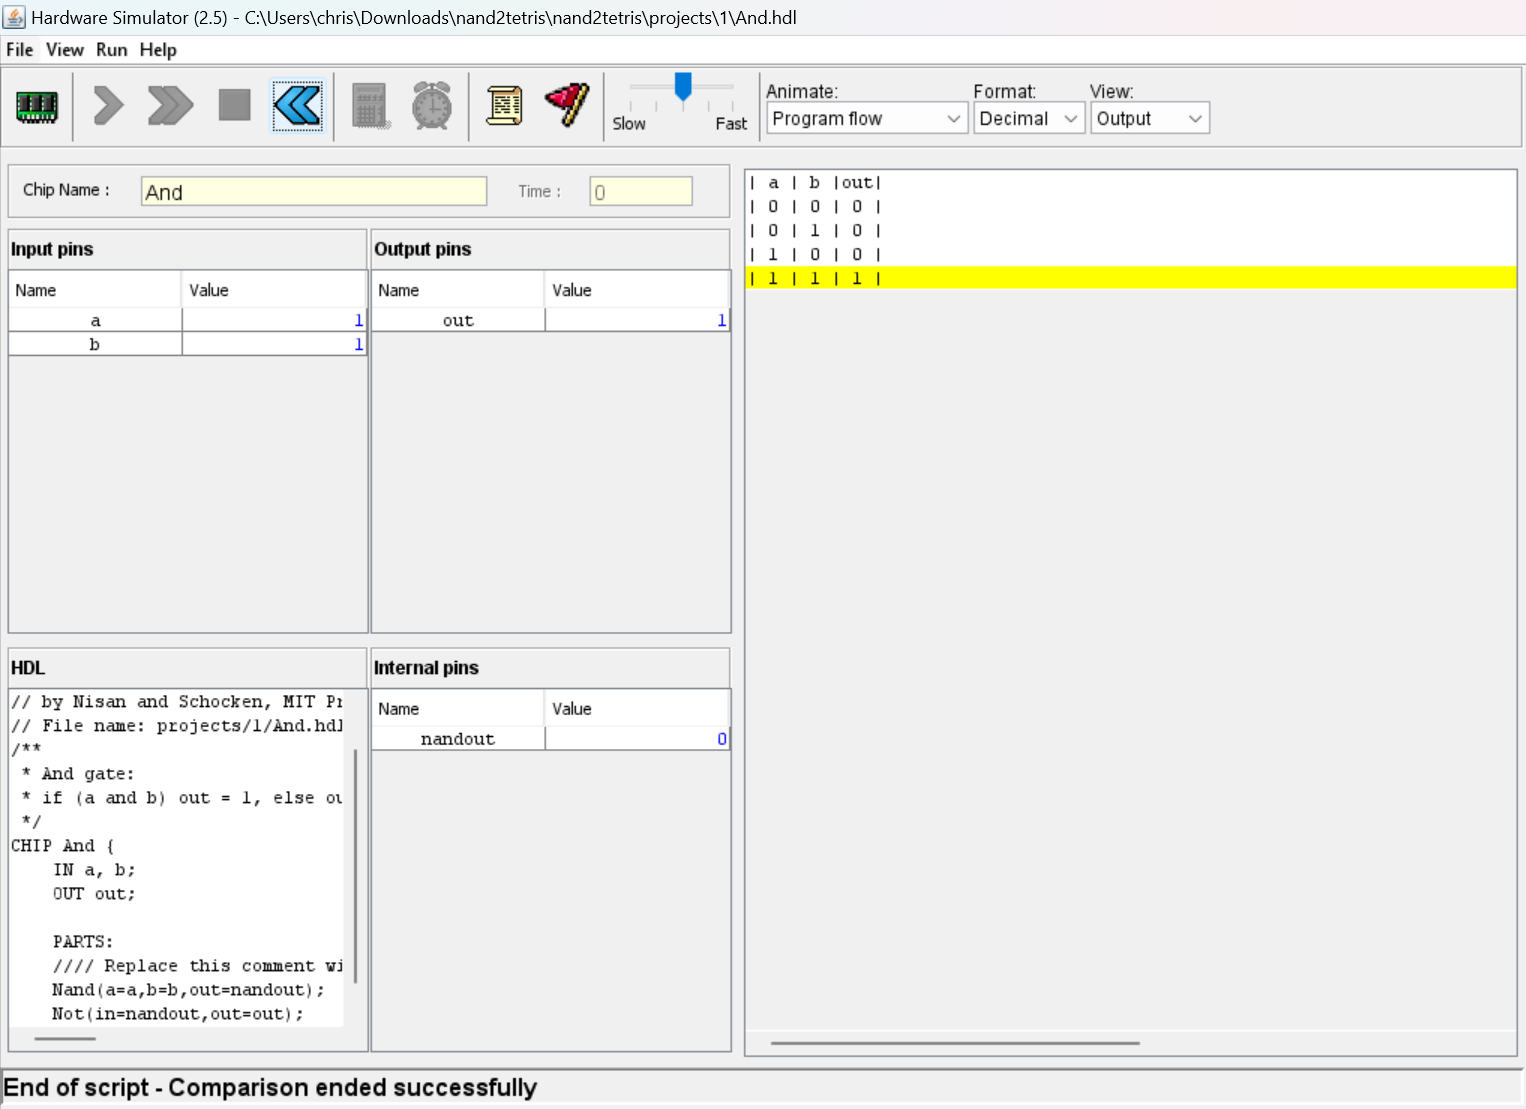 Hardware Simulator (2.5) - C:\Users\chris\Downloads\nand2tetris\nand2tetris\projects\1\And.hdl
File View Run Help
Slow Fast
Animate: Format: View:
Program flow Decimal Output
Chip Name : And Time : 0
Input pins
Name Value
a 1
b 1
Output pins
Name Value
out 1
| a | b |out|
| 0 | 0 | 0 |
| 0 | 1 | 0 |
| 1 | 0 | 0 |
| 1 | 1 | 1 |
HDL
// by Nisan and Schocken, MIT Pr
// File name: projects/1/And.hdl
/**
* And gate:
* if (a and b) out = 1, else ou
*/
CHIP And {
IN a, b;
OUT out;
PARTS:
//// Replace this comment wi
Nand(a=a,b=b,out=nandout);
Not(in=nandout,out=out);
Internal pins
Name Value
nandout 0
End of script - Comparison ended successfully